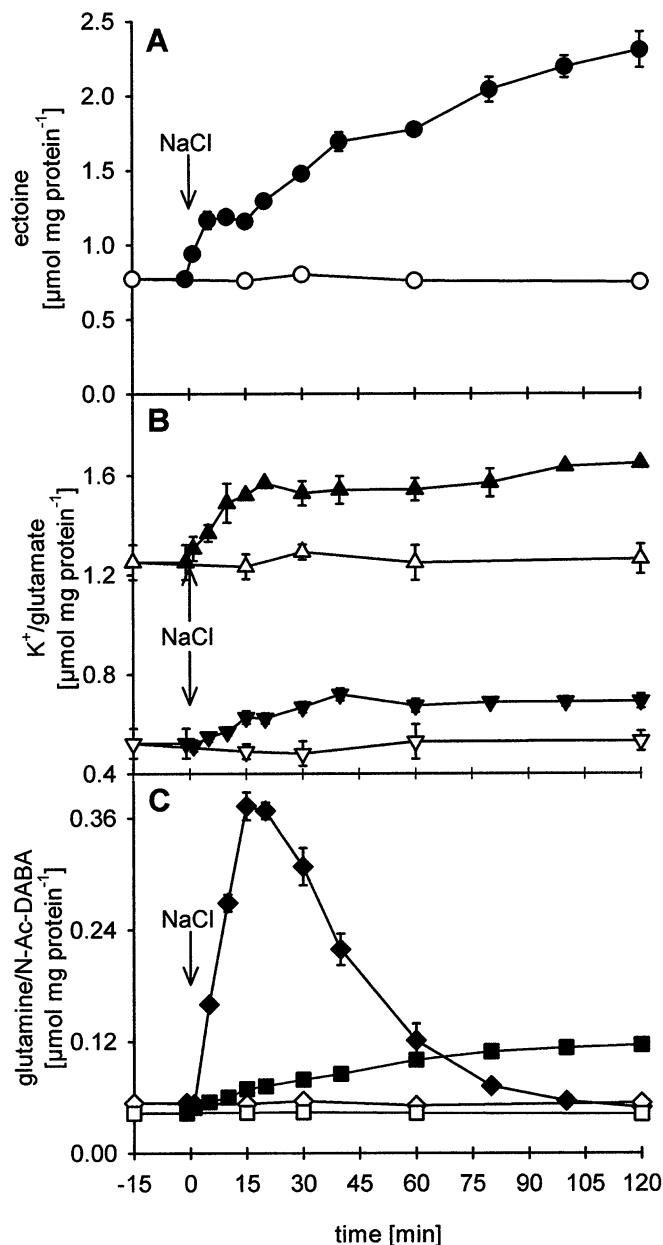 A
2.5
2.0
1.5
1.0
0.5
0.0
ectoine
[µmol mg protein⁻¹]
NaCl
B
1.6
1.2
0.8
0.4
K⁺/glutamate
[µmol mg protein⁻¹]
NaCl
C
0.36
0.24
0.12
0.00
glutamine/N-Ac-DABA
[µmol mg protein⁻¹]
NaCl
-15 0 15 30 45 60 75 90 105 120
time [min]